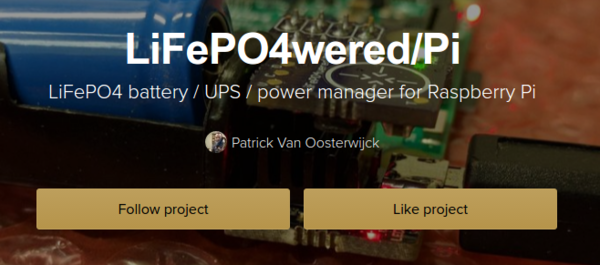 LiFePO4wered/Pi
LiFePO4 battery / UPS / power manager for Raspberry Pi
Patrick Van Oosterwijck
Follow project
Like project